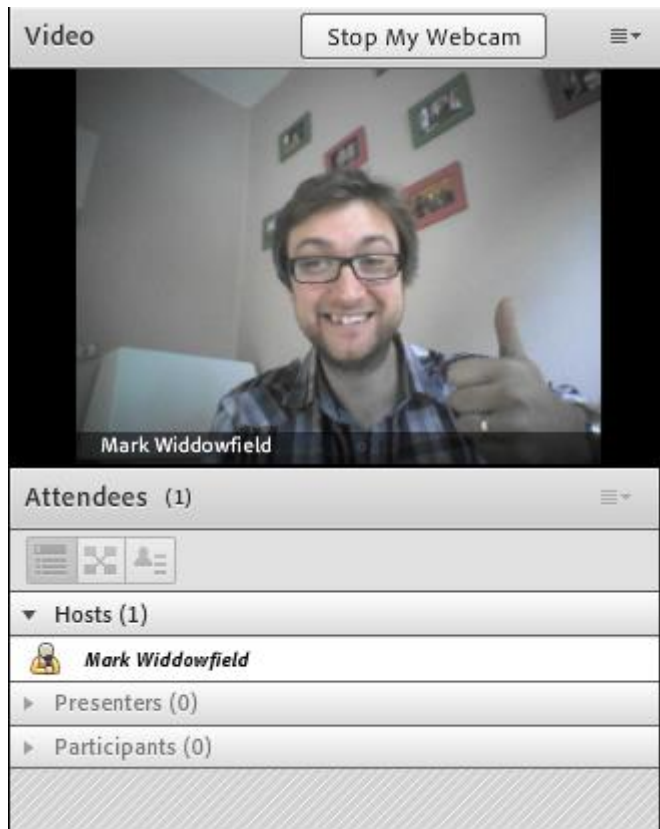 Video Stop My Webcam
Mark Widdowfield
Attendees (1)
Hosts (1)
Mark Widdowfield
Presenters (0)
Participants (0)